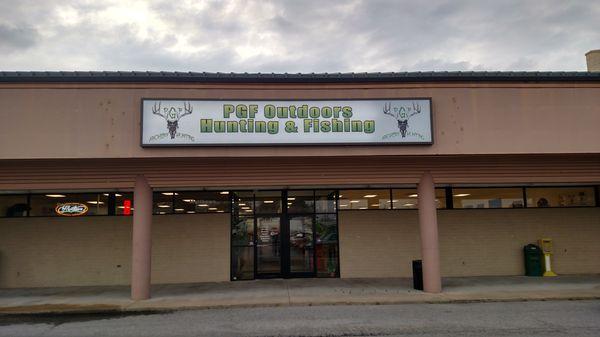 PGF Outdoors
Hunting & Fishing